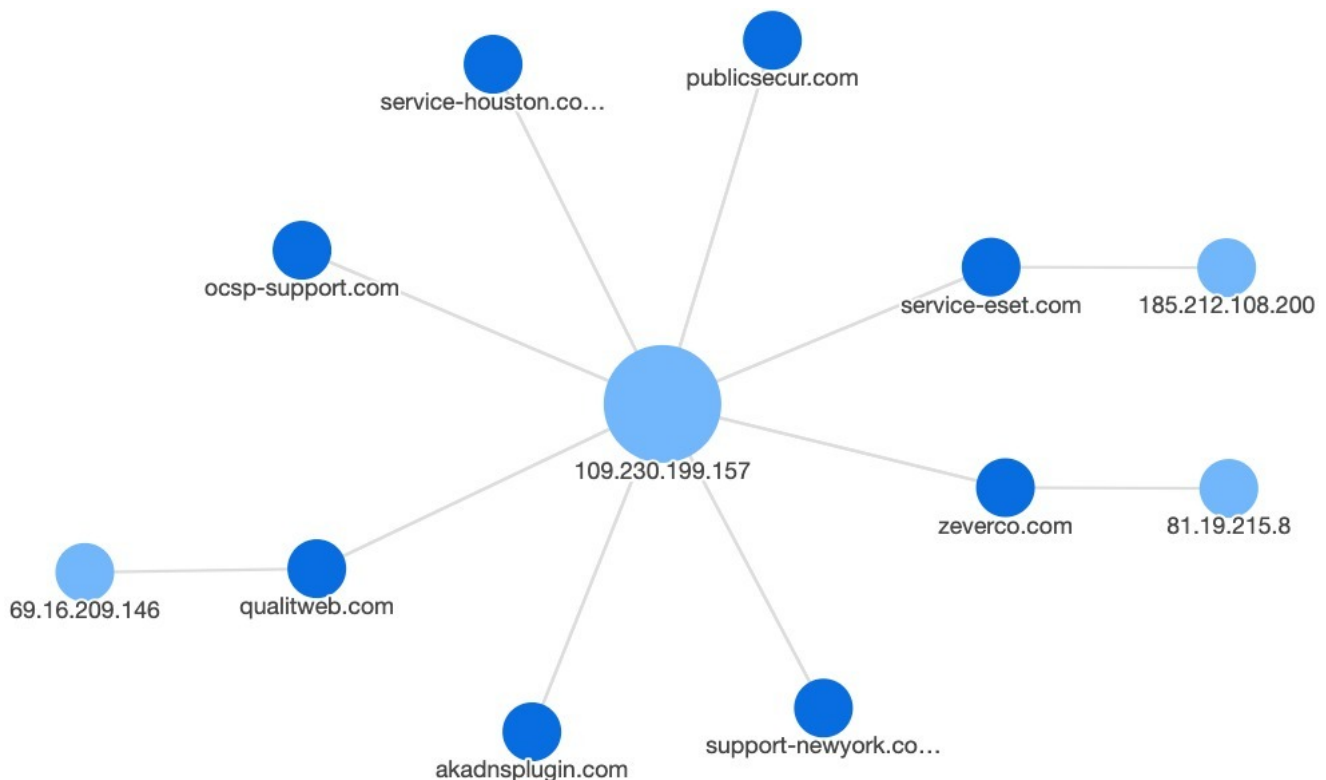 publicsecur.com
service-houston.co…
ocsp-support.com
service-eset.com
185.212.108.200
109.230.199.157
zeverco.com
81.19.215.8
69.16.209.146
qualitweb.com
support-newyork.co…
akadnsplugin.com